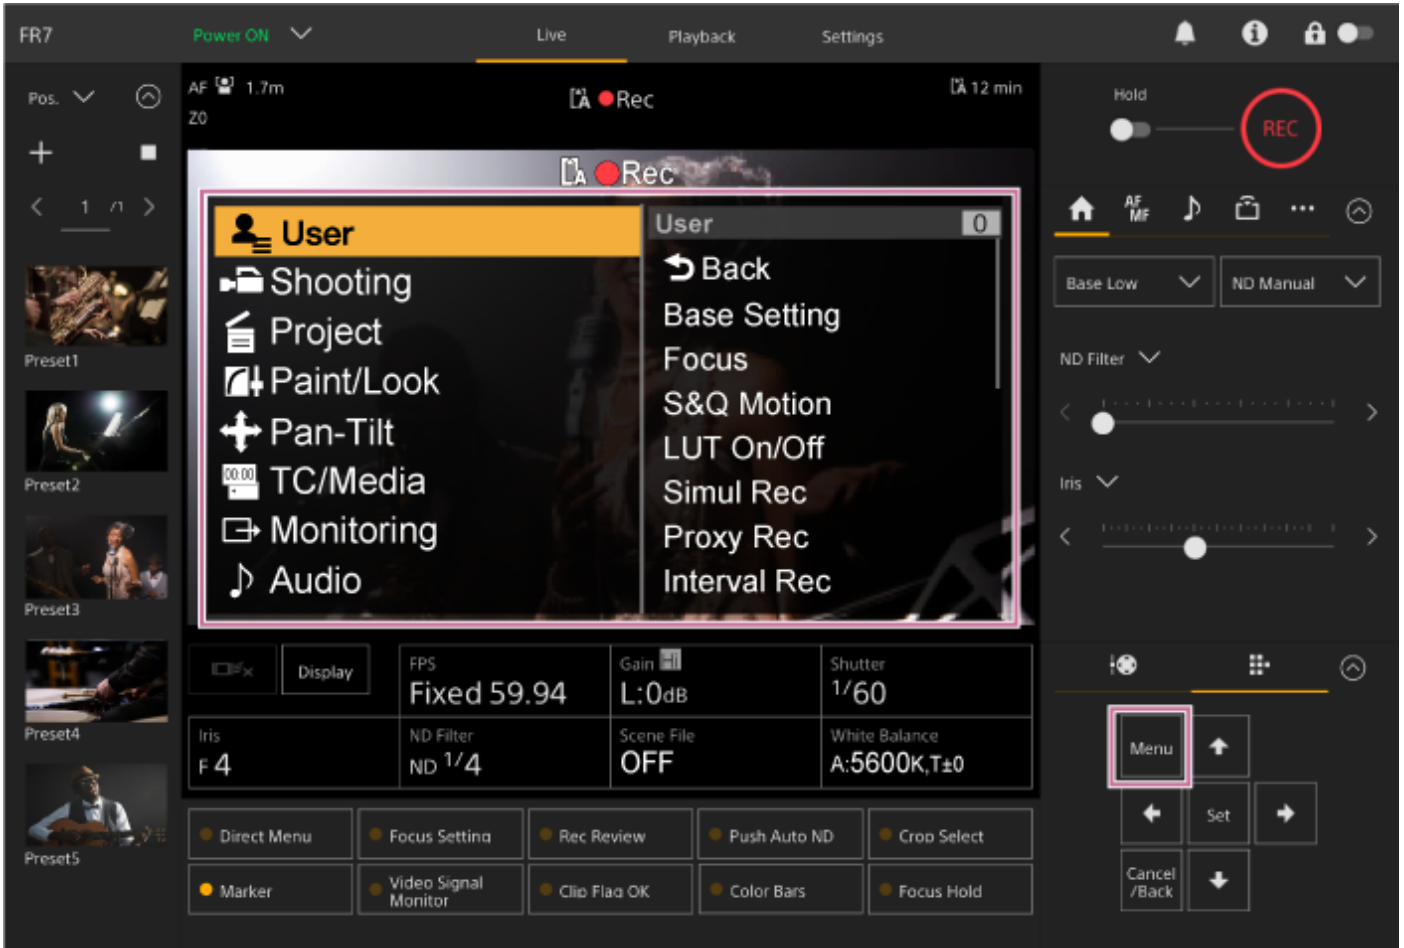 FR7
Power ON
Live
Playback
Settings
Pos.
1 /1
Preset1
Preset2
Preset3
Preset4
Preset5
AF 1.7m
Z0
A Rec
A 12 min
A Rec
User
Shooting
Project
Paint/Look
Pan-Tilt
00:00 TC/Media
Monitoring
Audio
User 0
Back
Base Setting
Focus
S&Q Motion
LUT On/Off
Simul Rec
Proxy Rec
Interval Rec
Display
FPS
Fixed 59.94
Gain Hi
L:0dB
Shutter
1/60
Iris
F 4
ND Filter
ND 1/4
Scene File
OFF
White Balance
A:5600K,T±0
Direct Menu
Focus Setting
Rec Review
Push Auto ND
Crop Select
Marker
Video Signal
Monitor
Clip Flag OK
Color Bars
Focus Hold
Hold
REC
AF
MF
Base Low
ND Manual
ND Filter
Iris
Menu
Set
Cancel
/Back